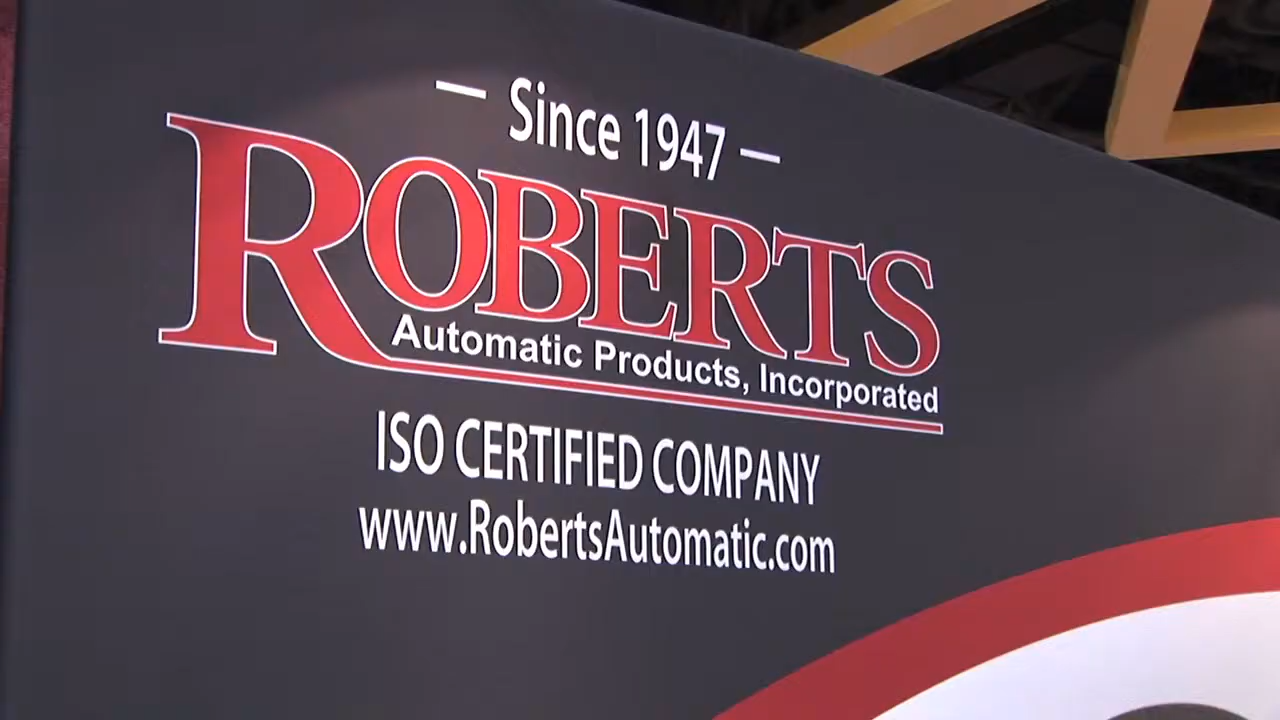 — Since 1947 —
ROBERTS
Automatic Products, Incorporated
ISO CERTIFIED COMPANY
www.RobertsAutomatic.com